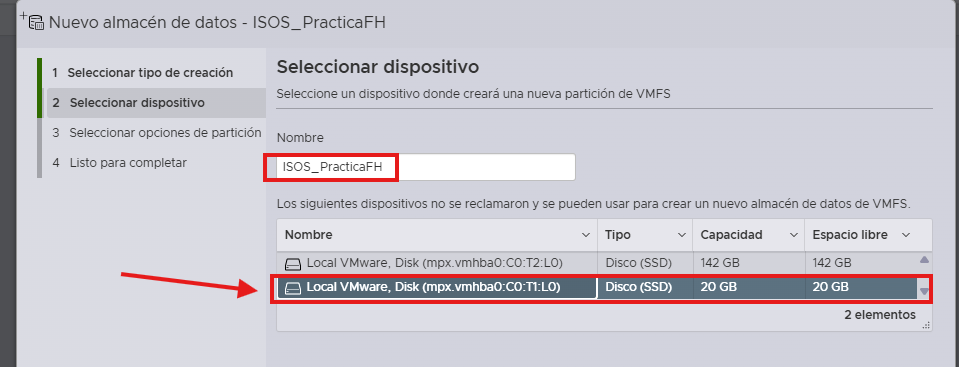 Nuevo almacén de datos - ISOS_PracticaFH
1 Seleccionar tipo de creación
2 Seleccionar dispositivo
3 Seleccionar opciones de partición
4 Listo para completar
Seleccionar dispositivo
Seleccione un dispositivo donde creará una nueva partición de VMFS
Nombre
ISOS_PracticaFH
Los siguientes dispositivos no se reclamaron y se pueden usar para crear un nuevo almacén de datos de VMFS.
Nombre Tipo Capacidad Espacio libre
Local VMware, Disk (mpx.vmhba0:C0:T2:L0) Disco (SSD) 142 GB 142 GB
Local VMware, Disk (mpx.vmhba0:C0:T1:L0) Disco (SSD) 20 GB 20 GB
2 elementos